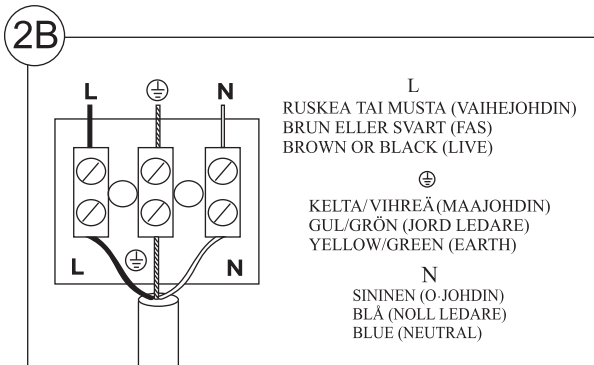 2B
L
N
L
N
L
RUSKEA TAI MUSTA (VAIHEJOHDIN)
BRUN ELLER SVART (FAS)
BROWN OR BLACK (LIVE)
KELTA/VIHREÄ (MAAJOHDIN)
GUL/GRÖN (JORD LEDARE)
YELLOW/GREEN (EARTH)
N
SININEN (O·JOHDIN)
BLÅ (NOLL LEDARE)
BLUE (NEUTRAL)